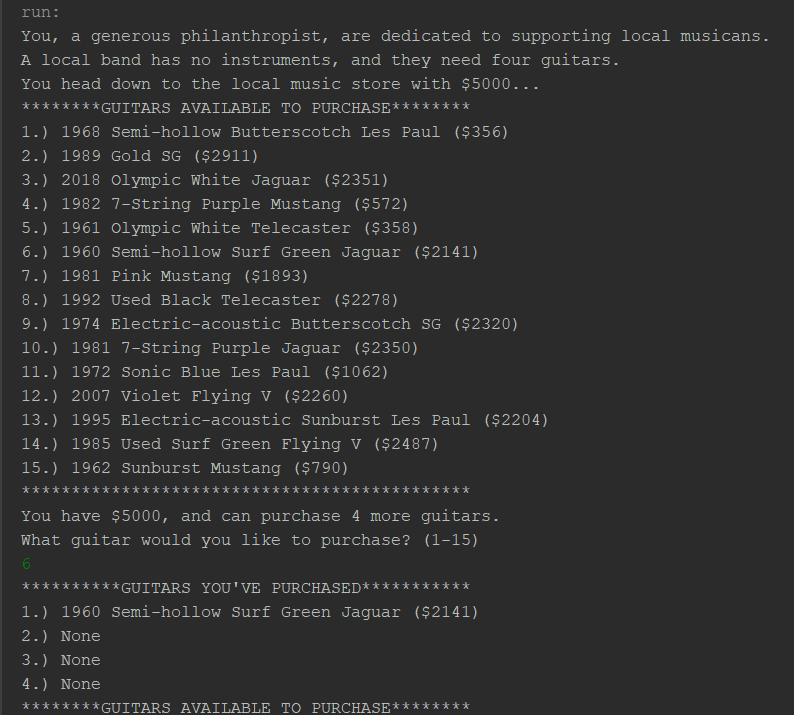 run:
You, a generous philanthropist, are dedicated to supporting local musicans.
A local band has no instruments, and they need four guitars.
You head down to the local music store with $5000...
********GUITARS AVAILABLE TO PURCHASE********
1.) 1968 Semi-hollow Butterscotch Les Paul ($356)
2.) 1989 Gold SG ($2911)
3.) 2018 Olympic White Jaguar ($2351)
4.) 1982 7-String Purple Mustang ($572)
5.) 1961 Olympic White Telecaster ($358)
6.) 1960 Semi-hollow Surf Green Jaguar ($2141)
7.) 1981 Pink Mustang ($1893)
8.) 1992 Used Black Telecaster ($2278)
9.) 1974 Electric-acoustic Butterscotch SG ($2320)
10.) 1981 7-String Purple Jaguar ($2350)
11.) 1972 Sonic Blue Les Paul ($1062)
12.) 2007 Violet Flying V ($2260)
13.) 1995 Electric-acoustic Sunburst Les Paul ($2204)
14.) 1985 Used Surf Green Flying V ($2487)
15.) 1962 Sunburst Mustang ($790)
*********************************************
You have $5000, and can purchase 4 more guitars.
What guitar would you like to purchase? (1-15)
6
**********GUITARS YOU'VE PURCHASED***********
1.) 1960 Semi-hollow Surf Green Jaguar ($2141)
2.) None
3.) None
4.) None
********GUITARS AVAILABLE TO PURCHASE********